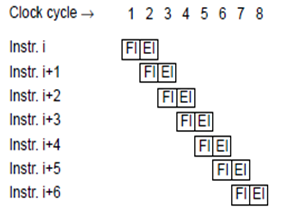 Clock cycle → 1 2 3 4 5 6 7 8
Instr. i FI EI
Instr. i+1 FI EI
Instr. i+2 FI EI
Instr. i+3 FI EI
Instr. i+4 FI EI
Instr. i+5 FI EI
Instr. i+6 FI EI